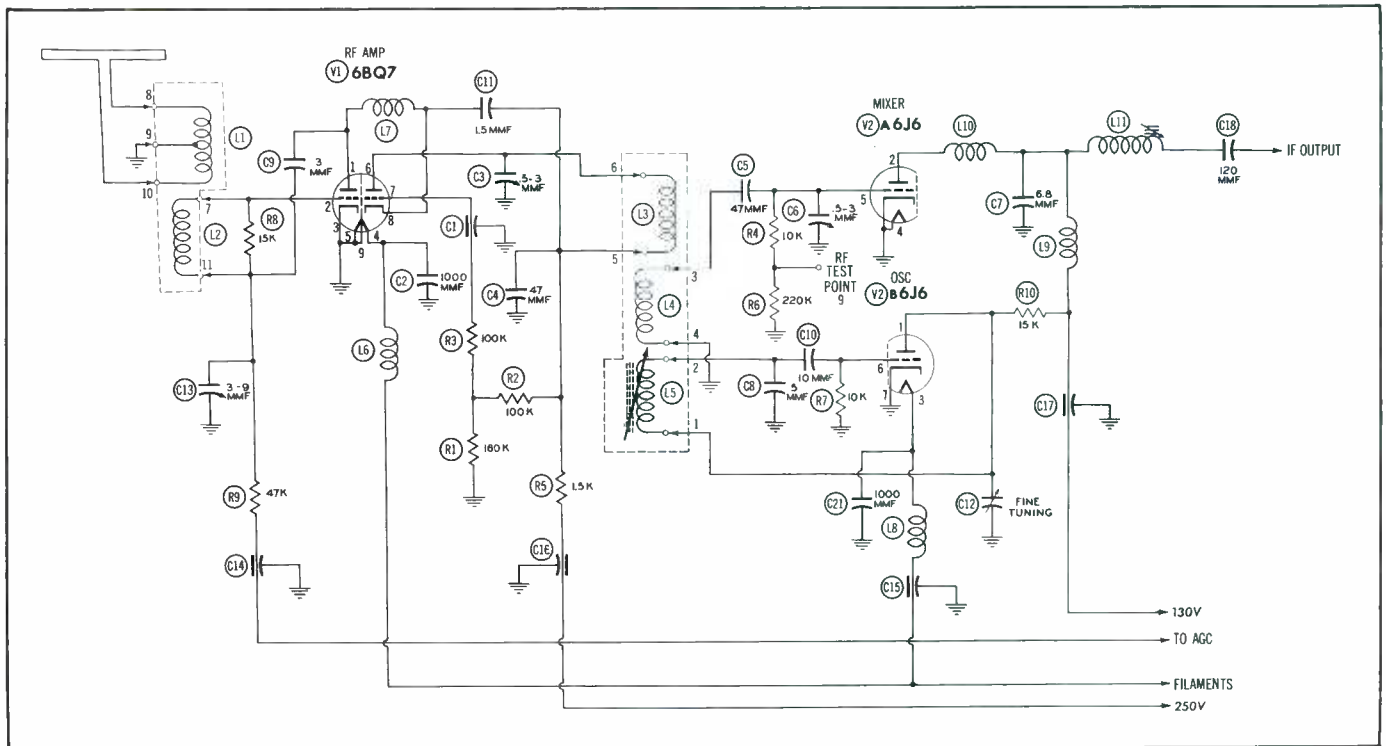 RF AMP
V1 6BQ7
C11
1.5MMF
L7
8
9
10
L1
C9
3
MMF
1
6
2
3
5
9
4
7
8
C3
.5-3
MMF
7
L2
11
R8
15K
C1
C2
1000
MMF
C4
47
MMF
6
L3
5
3
L4
4
2
L5
1
C5
47MMF
C6
.5-3
MMF
R4
10K
RF
TEST
POINT
9
R6
220K
MIXER
V2 A 6J6
2
5
4
L10
L11
C18
120
MMF
IF OUTPUT
C7
6.8
MMF
L9
OSC
V2 B 6J6
1
6
7
3
R10
15 K
C10
10 MMF
C8
5
MMF
R7
10K
L6
R3
100K
R2
100K
R1
180K
R5
1.5K
C13
3-9
MMF
R9
47K
C14
C16
C21
1000
MMF
L8
C12
FINE
TUNING
C17
C15
130V
TO AGC
FILAMENTS
250V